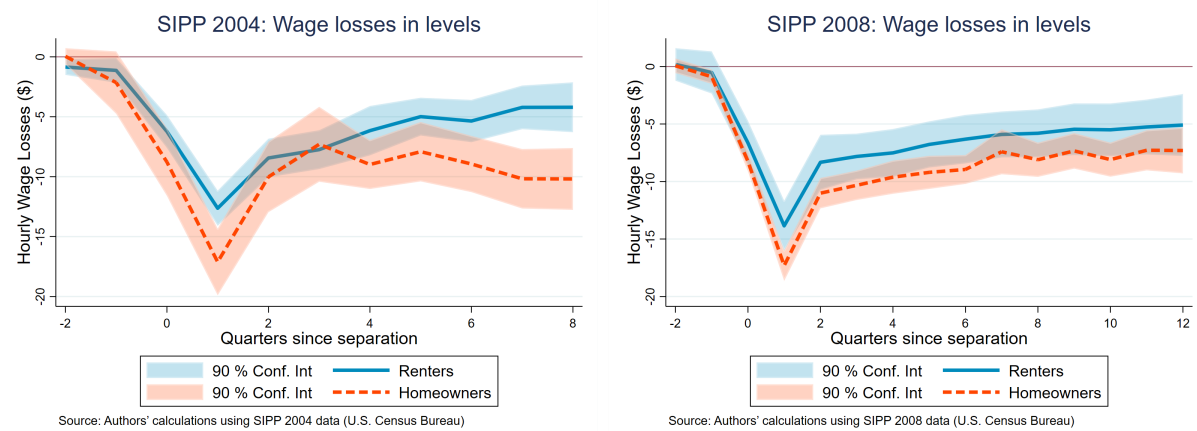 SIPP 2004: Wage losses in levels
Hourly Wage Losses ($)
0
-5
-10
-15
-20
-2
0
2
4
6
8
Quarters since separation
90 % Conf. Int
Renters
90 % Conf. Int
Homeowners
Source: Authors' calculations using SIPP 2004 data (U.S. Census Bureau)
SIPP 2008: Wage losses in levels
Hourly Wage Losses ($)
0
-5
-10
-15
-20
-2
0
2
4
6
8
10
12
Quarters since separation
90 % Conf. Int
Renters
90 % Conf. Int
Homeowners
Source: Authors' calculations using SIPP 2008 data (U.S. Census Bureau)